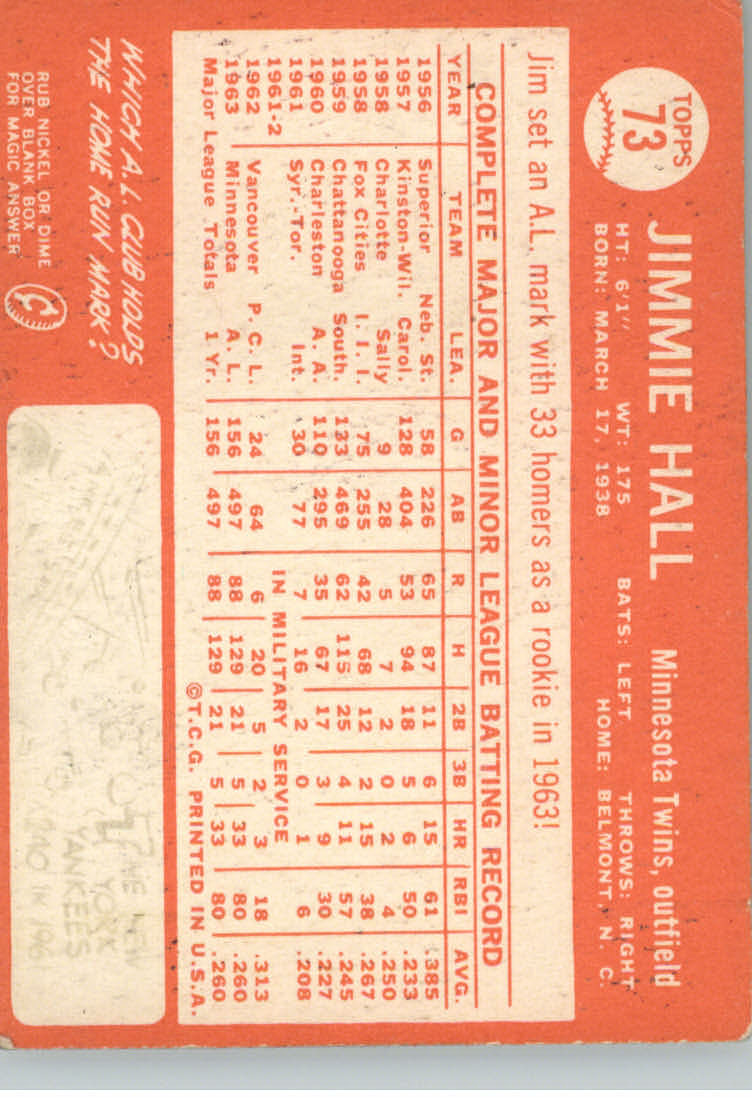 TOPPS
73
JIMMIE HALL Minnesota Twins, outfield
HT: 6'1" WT: 175 BATS: LEFT THROWS: RIGHT
BORN: MARCH 17, 1938 HOME: BELMONT, N. C.
Jim set an A.L. mark with 33 homers as a rookie in 1963!
COMPLETE MAJOR AND MINOR LEAGUE BATTING RECORD
YEAR TEAM LEA. G AB R H 2B 3B HR RBI AVG.
1956 Superior Neb. St. 58 226 65 87 11 6 15 61 .385
1957 Kinston-Wil. Carol. 128 404 53 94 18 5 6 50 .233
1958 Charlotte Sally 9 28 5 7 2 0 2 4 .250
1958 Fox Cities I. I. I. 75 255 42 68 12 2 15 38 .267
1959 Chattanooga South. 133 469 62 115 25 4 11 57 .245
1960 Charleston A. A. 110 295 35 67 17 3 9 30 .227
1961 Syr.-Tor. Int. 30 77 7 16 2 0 1 6 .208
1961-2 IN MILITARY SERVICE
1962 Vancouver P. C. L. 24 64 6 20 5 2 3 18 .313
1963 Minnesota A. L. 156 497 88 129 21 5 33 80 .260
Major League Totals 1 Yr. 156 497 88 129 21 5 33 80 .260
©T.C.G. PRINTED IN U.S.A.
WHICH A.L. CLUB HOLDS
THE HOME RUN MARK?
RUB NICKEL OR DIME
OVER BLANK BOX
FOR MAGIC ANSWER
THE NEW
YORK
YANKEES
240 IN 1961